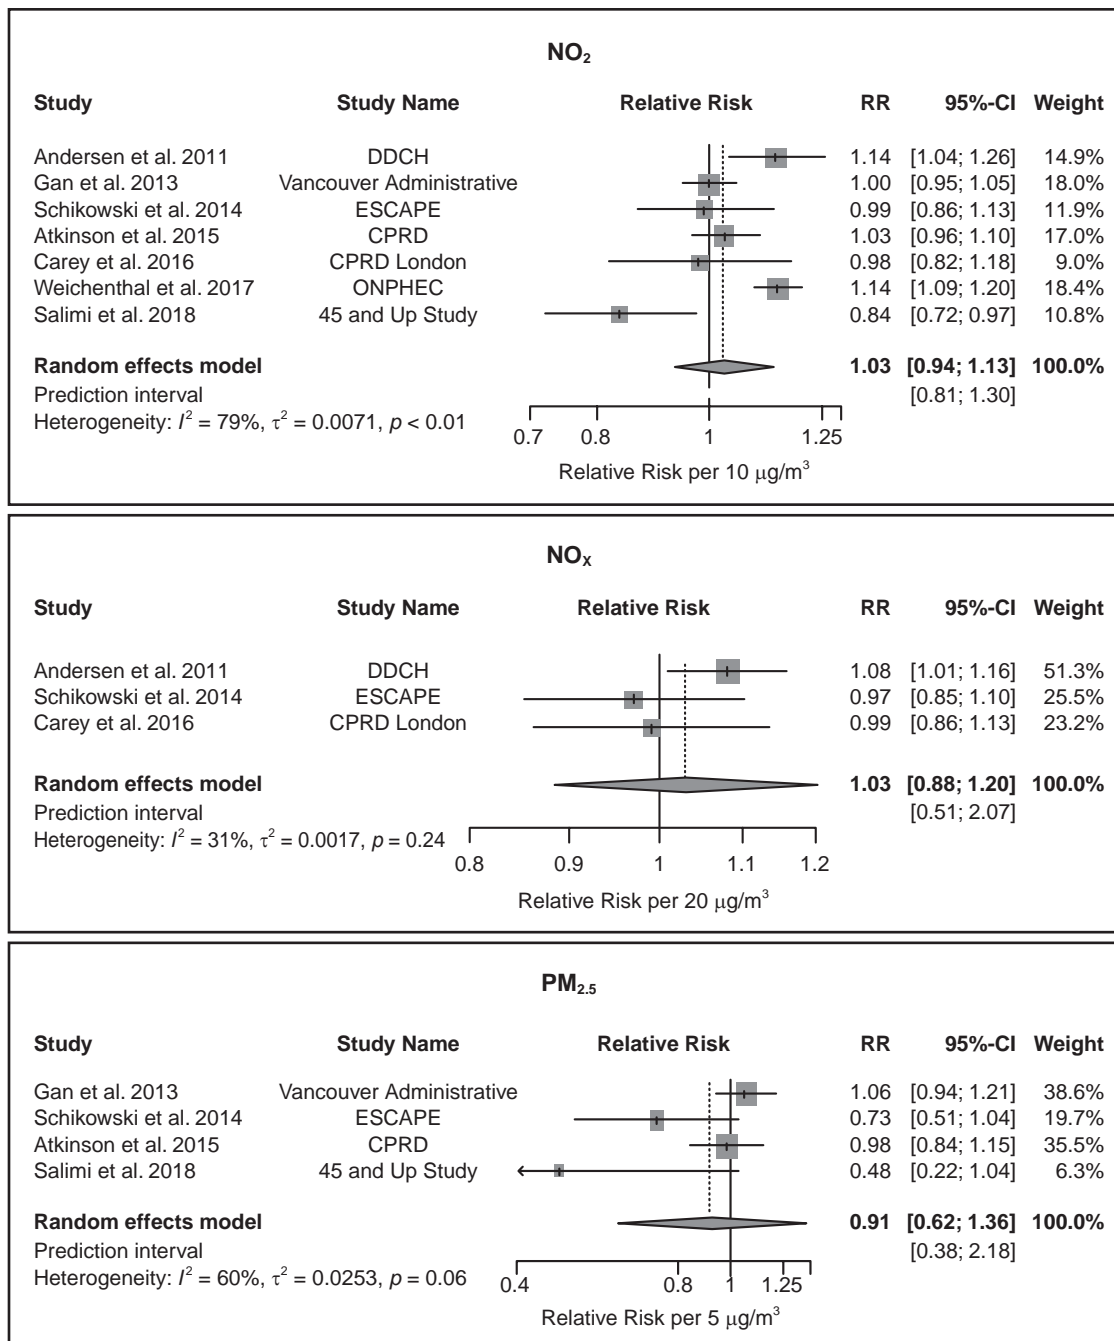 NO₂
Study Study Name Relative Risk RR 95%-CI Weight
Andersen et al. 2011 DDCH 1.14 [1.04; 1.26] 14.9%
Gan et al. 2013 Vancouver Administrative 1.00 [0.95; 1.05] 18.0%
Schikowski et al. 2014 ESCAPE 0.99 [0.86; 1.13] 11.9%
Atkinson et al. 2015 CPRD 1.03 [0.96; 1.10] 17.0%
Carey et al. 2016 CPRD London 0.98 [0.82; 1.18] 9.0%
Weichenthal et al. 2017 ONPHEC 1.14 [1.09; 1.20] 18.4%
Salimi et al. 2018 45 and Up Study 0.84 [0.72; 0.97] 10.8%
Random effects model 1.03 [0.94; 1.13] 100.0%
Prediction interval [0.81; 1.30]
Heterogeneity: I² = 79%, τ² = 0.0071, p < 0.01
0.7 0.8 1 1.25
Relative Risk per 10 μg/m³
NOₓ
Study Study Name Relative Risk RR 95%-CI Weight
Andersen et al. 2011 DDCH 1.08 [1.01; 1.16] 51.3%
Schikowski et al. 2014 ESCAPE 0.97 [0.85; 1.10] 25.5%
Carey et al. 2016 CPRD London 0.99 [0.86; 1.13] 23.2%
Random effects model 1.03 [0.88; 1.20] 100.0%
Prediction interval [0.51; 2.07]
Heterogeneity: I² = 31%, τ² = 0.0017, p = 0.24
0.8 0.9 1 1.1 1.2
Relative Risk per 20 μg/m³
PM₂.₅
Study Study Name Relative Risk RR 95%-CI Weight
Gan et al. 2013 Vancouver Administrative 1.06 [0.94; 1.21] 38.6%
Schikowski et al. 2014 ESCAPE 0.73 [0.51; 1.04] 19.7%
Atkinson et al. 2015 CPRD 0.98 [0.84; 1.15] 35.5%
Salimi et al. 2018 45 and Up Study 0.48 [0.22; 1.04] 6.3%
Random effects model 0.91 [0.62; 1.36] 100.0%
Prediction interval [0.38; 2.18]
Heterogeneity: I² = 60%, τ² = 0.0253, p = 0.06
0.4 0.8 1 1.25
Relative Risk per 5 μg/m³